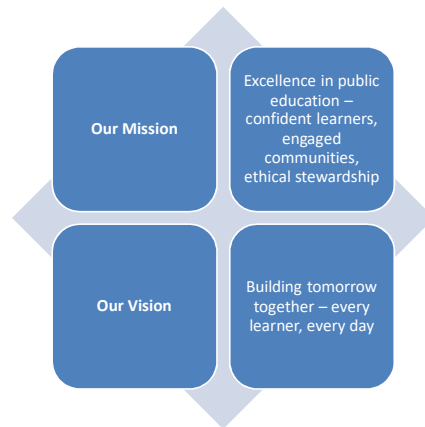 Our Mission
Excellence in public
education –
confident learners,
engaged
communities,
ethical stewardship
Our Vision
Building tomorrow
together – every
learner, every day